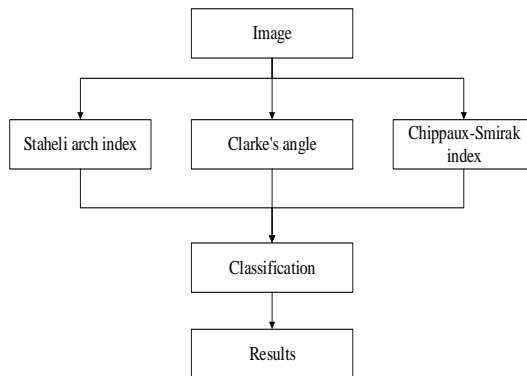 Image
Staheli arch index
Clarke's angle
Chippaux-Smirak
index
Classification
Results